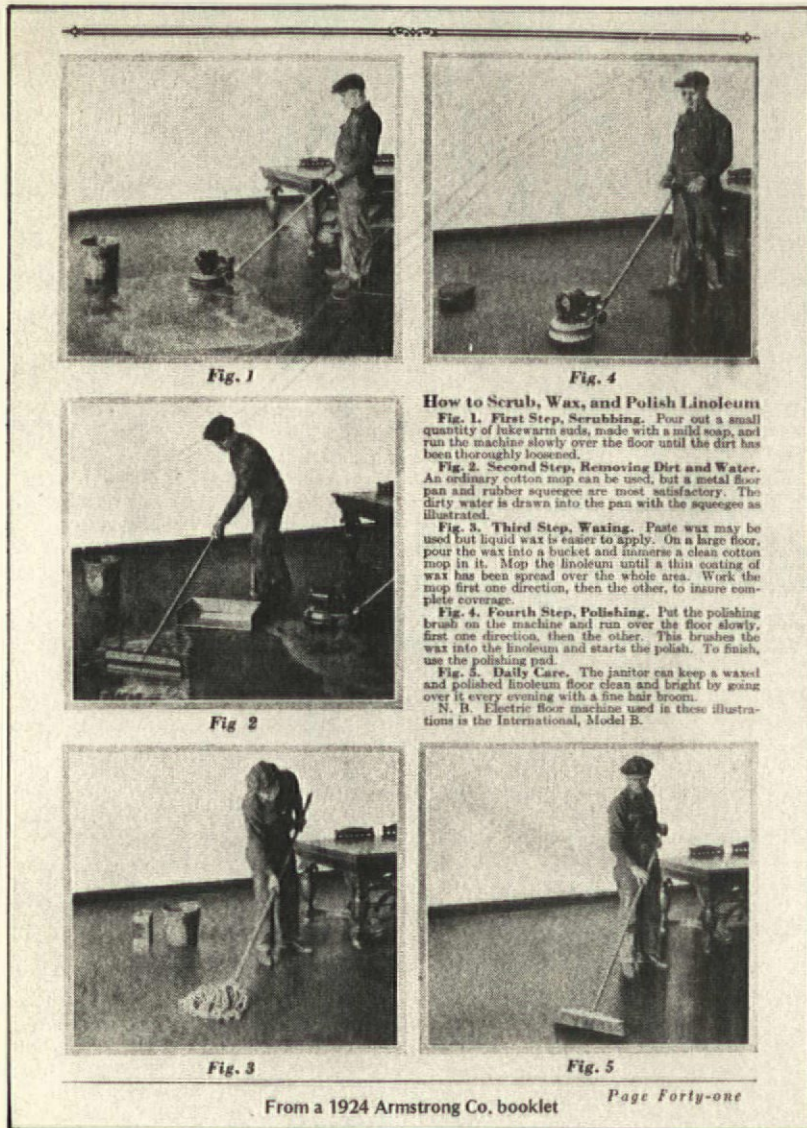 Fig. 1
Fig. 4
How to Scrub, Wax, and Polish Linoleum
Fig. 1. First Step, Scrubbing. Pour out a small
quantity of lukewarm suds, made with a mild soap, and
run the machine slowly over the floor until the dirt has
been thoroughly loosened.
Fig. 2. Second Step, Removing Dirt and Water.
An ordinary cotton mop can be used, but a metal floor
pan and rubber squeegee are most satisfactory. The
dirty water is drawn into the pan with the squeegee as
illustrated.
Fig. 3. Third Step, Waxing. Paste wax may be
used but liquid wax is easier to apply. On a large floor,
pour the wax into a bucket and immerse a clean cotton
mop in it. Mop the linoleum until a thin coating of
wax has been spread over the whole area. Work the
mop first one direction, then the other, to insure com-
plete coverage.
Fig. 4. Fourth Step, Polishing. Put the polishing
brush on the machine and run over the floor slowly,
first one direction, then the other. This brushes the
wax into the linoleum and starts the polish. To finish,
use the polishing pad.
Fig. 5. Daily Care. The janitor can keep a waxed
and polished linoleum floor clean and bright by going
over it every evening with a fine hair broom.
N. B. Electric floor machine used in these illustra-
tions is the International, Model B.
Fig 2
Fig. 3
Fig. 5
Page Forty-one
From a 1924 Armstrong Co. booklet